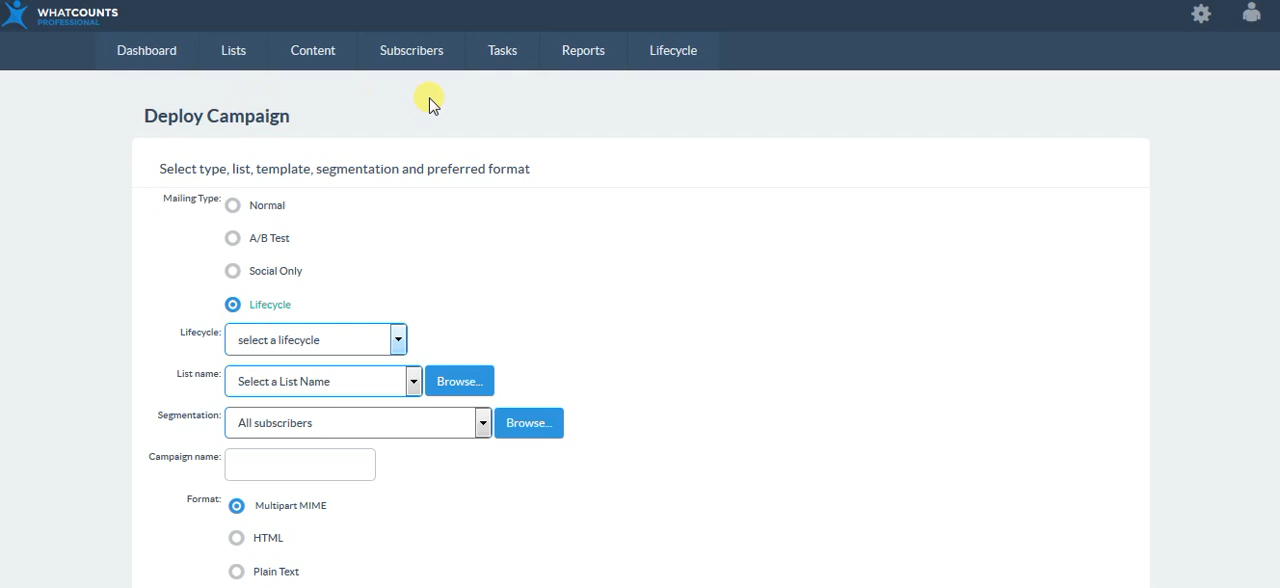 WHATCOUNTS
PROFESSIONAL
Dashboard Lists Content Subscribers Tasks Reports Lifecycle
Deploy Campaign
Select type, list, template, segmentation and preferred format
Mailing Type: Normal
A/B Test
Social Only
Lifecycle
Lifecycle: select a lifecycle
List name: Select a List Name Browse...
Segmentation: All subscribers Browse...
Campaign name:
Format: Multipart MIME
HTML
Plain Text